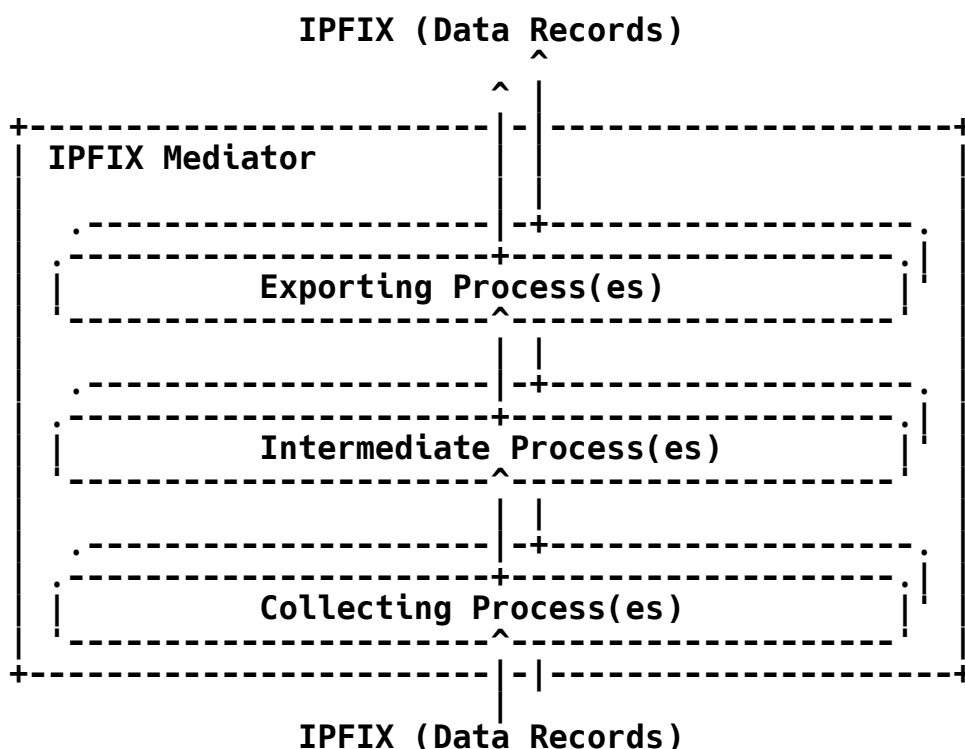 IPFIX (Data Records)
IPFIX Mediator
Exporting Process(es)
Intermediate Process(es)
Collecting Process(es)
IPFIX (Data Records)